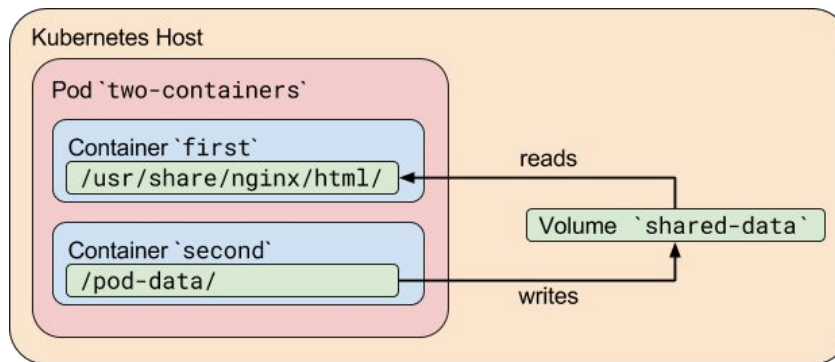 Kubernetes Host
Pod `two-containers`
Container `first`
/usr/share/nginx/html/
reads
Volume `shared-data`
Container `second`
/pod-data/
writes